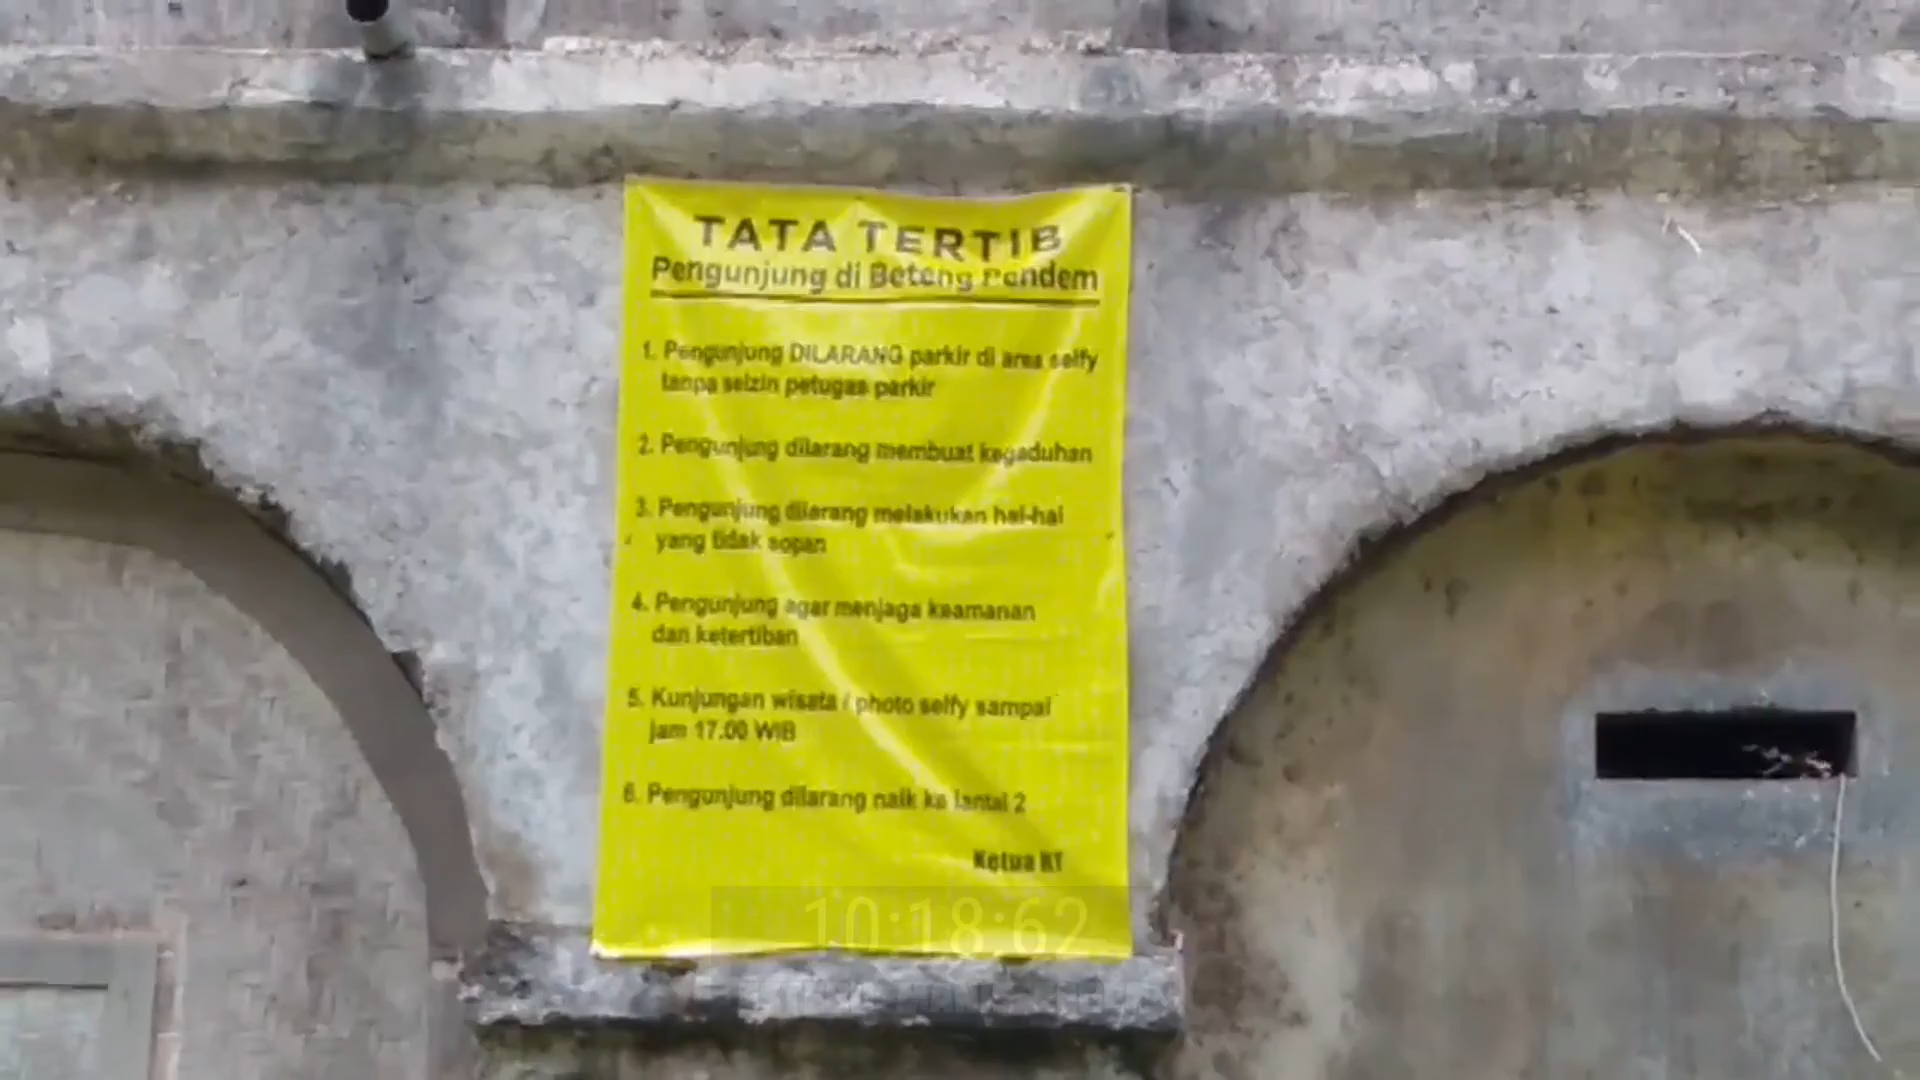 TATA TERTIB
Pengunjung di Beteng Pendem
1. Pengunjung DILARANG parkir di area selfy
tanpa seizin petugas parkir
2. Pengunjung dilarang membuat kegaduhan
3. Pengunjung dilarang melakukan hal-hal
yang tidak sopan
4. Pengunjung agar menjaga keamanan
dan ketertiban
5. Kunjungan wisata / photo selfy sampai
jam 17.00 WIB
6. Pengunjung dilarang naik ke lantai 2
Ketua RT
10:18:62